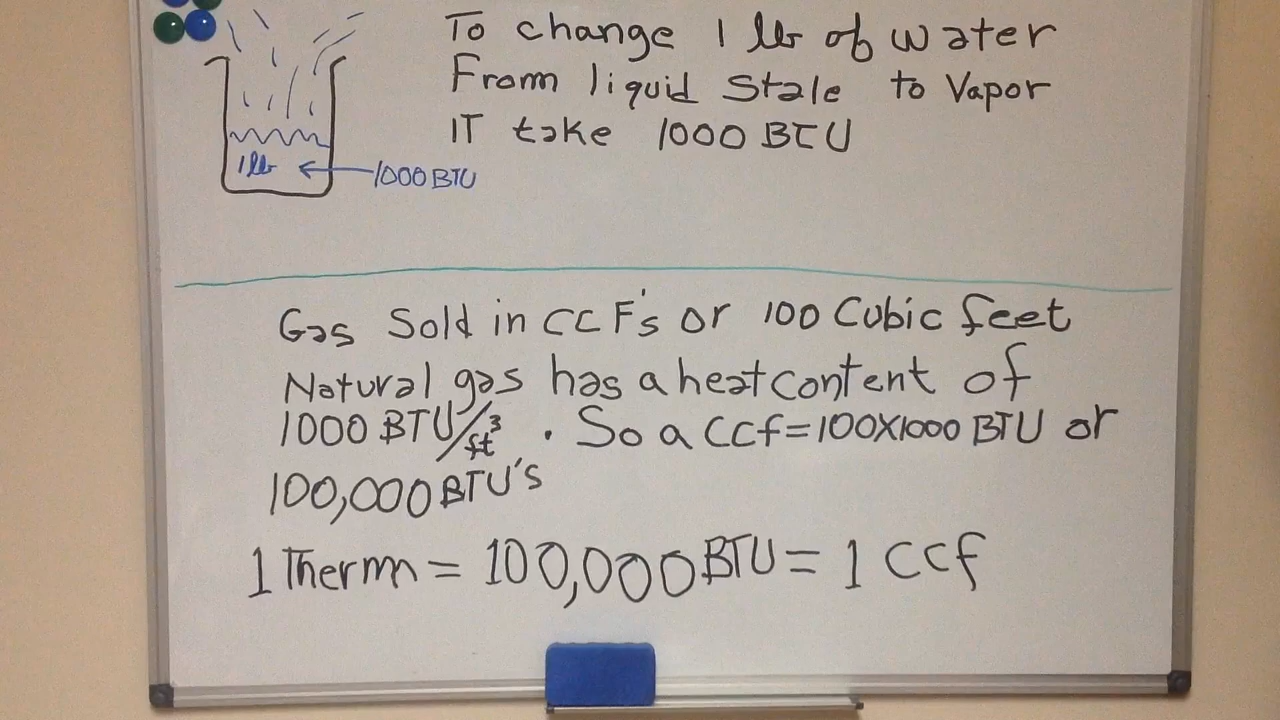 To change 1 lb of water
From liquid Stale to Vapor
IT take 1000 BTU
1 lb
1000 BTU
Gas Sold in CCF's or 100 Cubic feet
Natural gas has a heat content of
1000 BTU/ft³ . So a CCf = 100X1000 BTU or
100,000 BTU'S
1 Therm = 100,000 BTU = 1 CCf